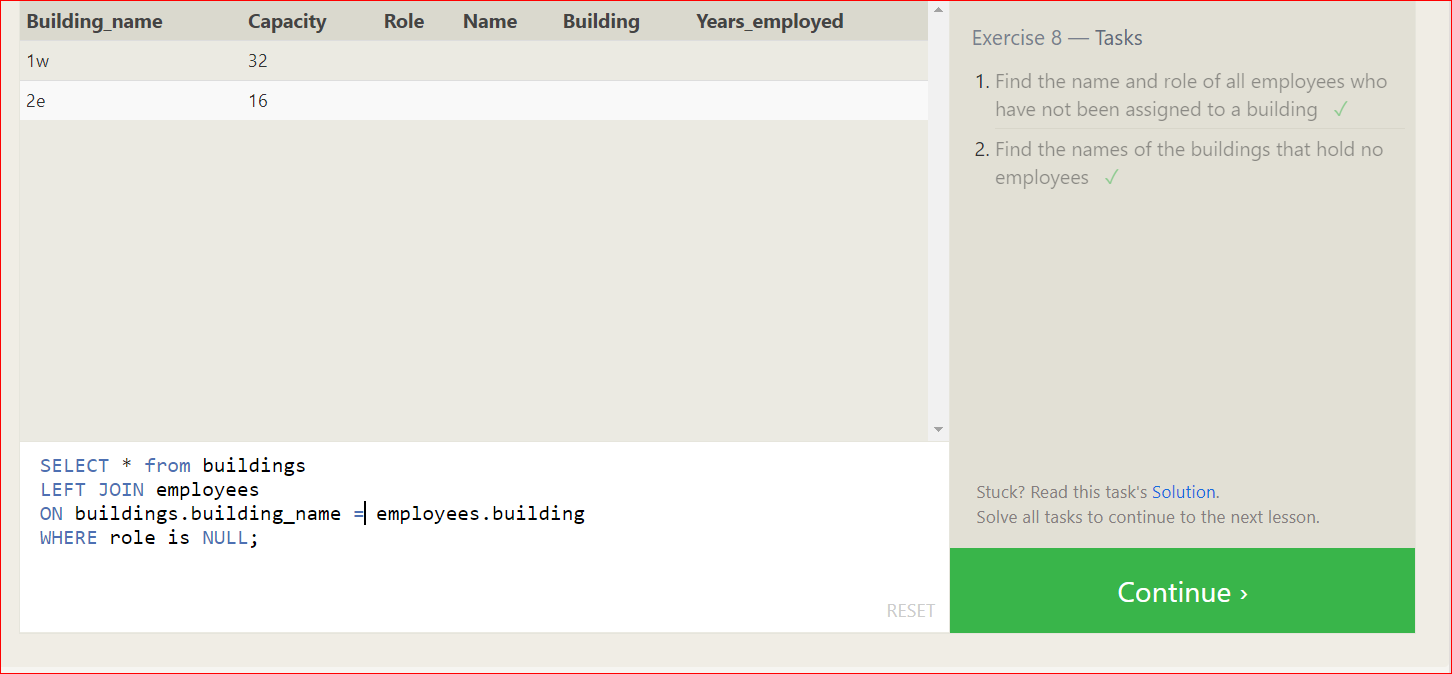 Building_name Capacity Role Name Building Years_employed
1w 32
2e 16
SELECT * from buildings
LEFT JOIN employees
ON buildings.building_name = employees.building
WHERE role is NULL;
RESET
Exercise 8 — Tasks
1. Find the name and role of all employees who
have not been assigned to a building ✓
2. Find the names of the buildings that hold no
employees ✓
Stuck? Read this task's Solution.
Solve all tasks to continue to the next lesson.
Continue ›